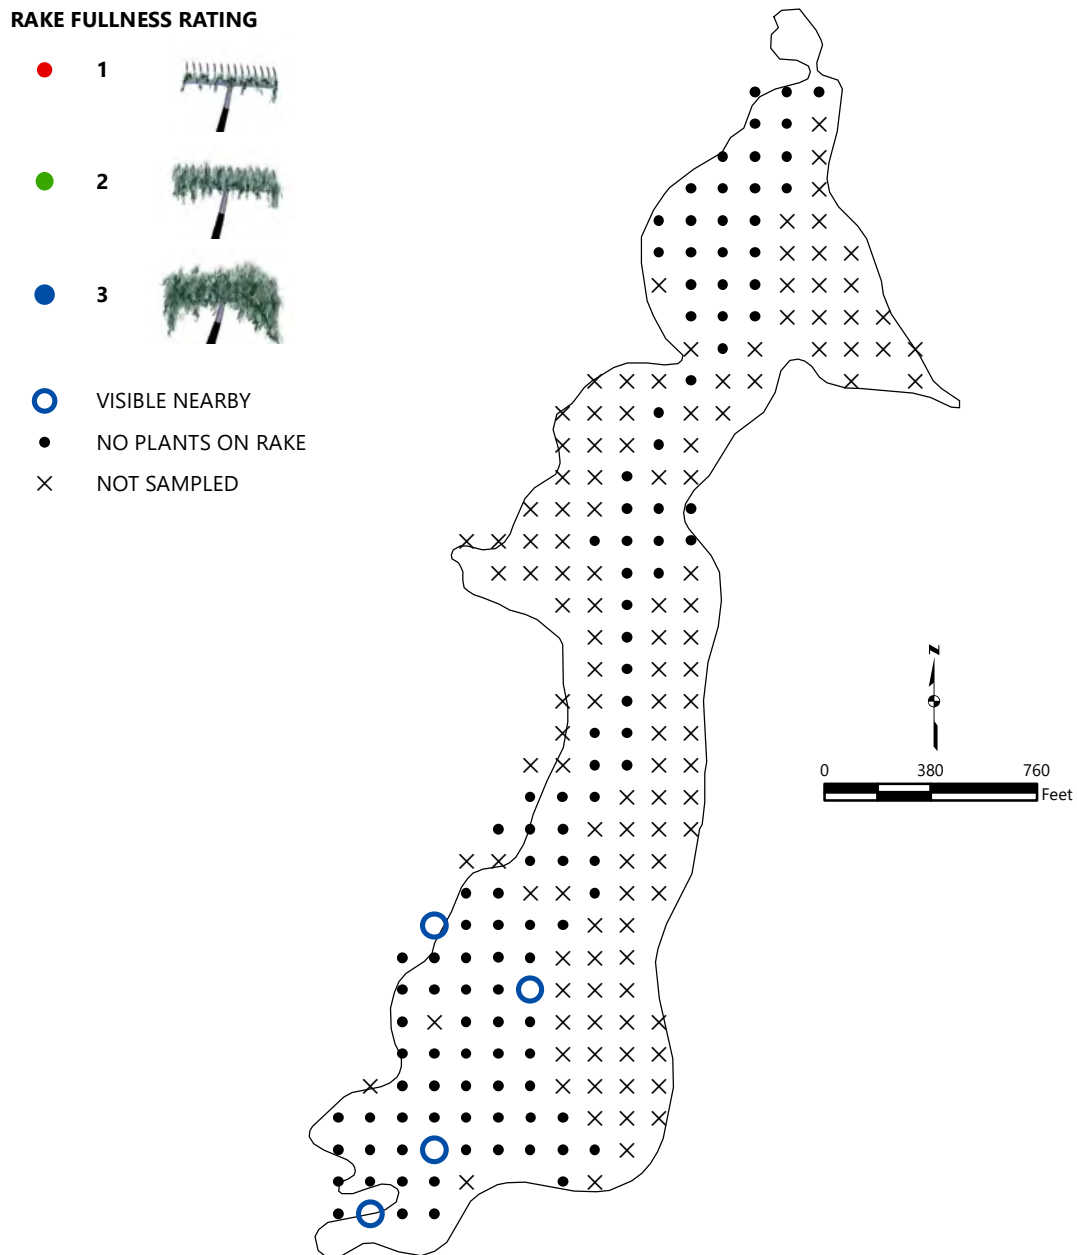 RAKE FULLNESS RATING
1
2
3
VISIBLE NEARBY
NO PLANTS ON RAKE
NOT SAMPLED
N
0 380 760
Feet